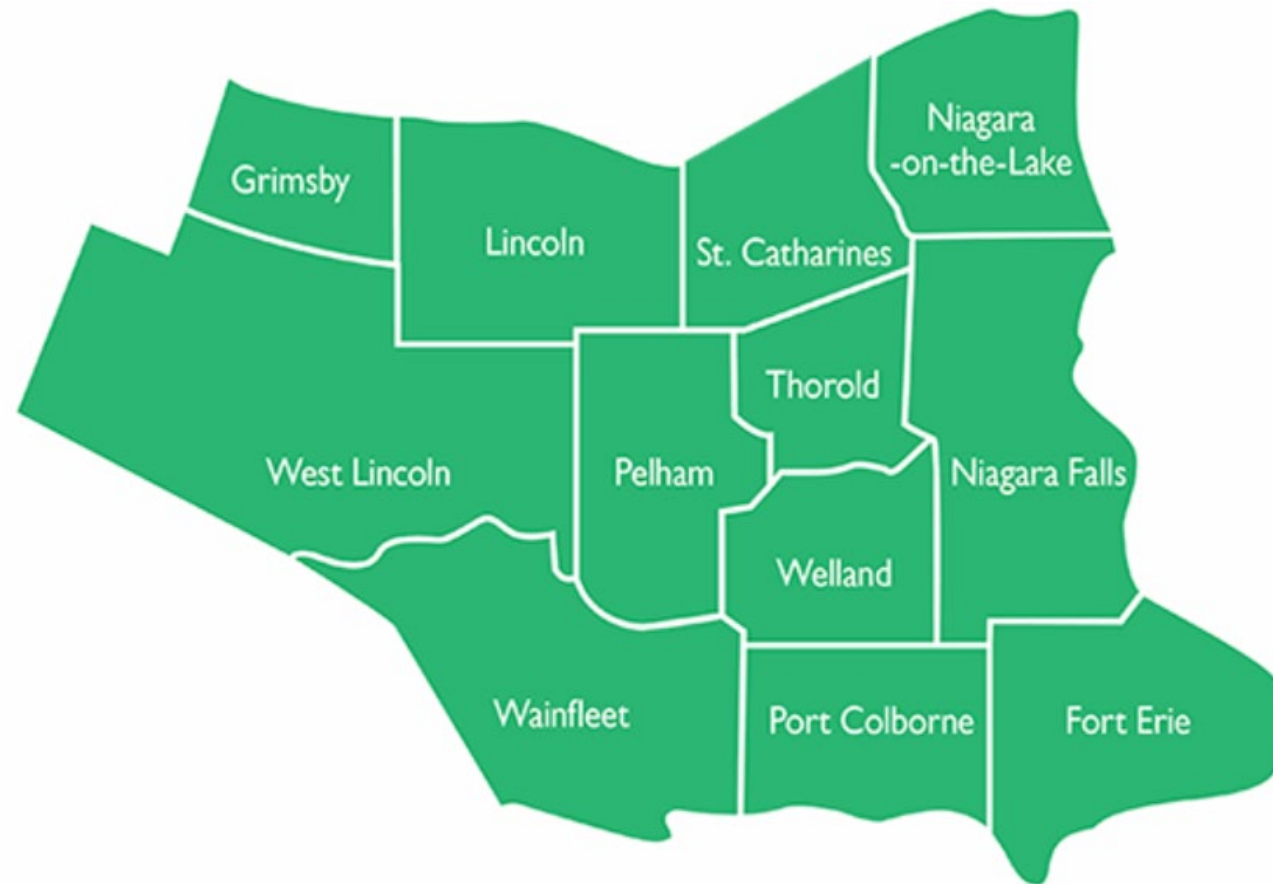 Niagara
-on-the-Lake
Grimsby
Lincoln
St. Catharines
Thorold
West Lincoln
Pelham
Niagara Falls
Welland
Wainfleet
Port Colborne
Fort Erie